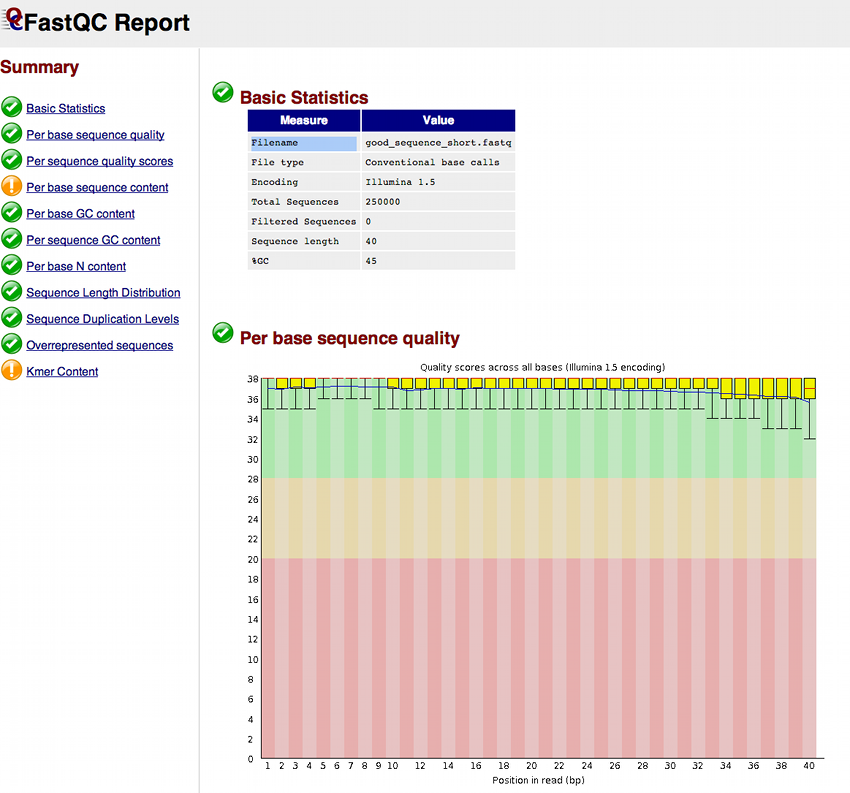 FastQC Report
Summary
Basic Statistics
Per base sequence quality
Per sequence quality scores
Per base sequence content
Per base GC content
Per sequence GC content
Per base N content
Sequence Length Distribution
Sequence Duplication Levels
Overrepresented sequences
Kmer Content
Basic Statistics
Measure Value
Filename good_sequence_short.fastq
File type Conventional base calls
Encoding Illumina 1.5
Total Sequences 250000
Filtered Sequences 0
Sequence length 40
%GC 45
Per base sequence quality
Quality scores across all bases (Illumina 1.5 encoding)
38
36
34
32
30
28
26
24
22
20
18
16
14
12
10
8
6
4
2
0
1 2 3 4 5 6 7 8 9 10 12 14 16 18 20 22 24 26 28 30 32 34 36 38 40
Position in read (bp)